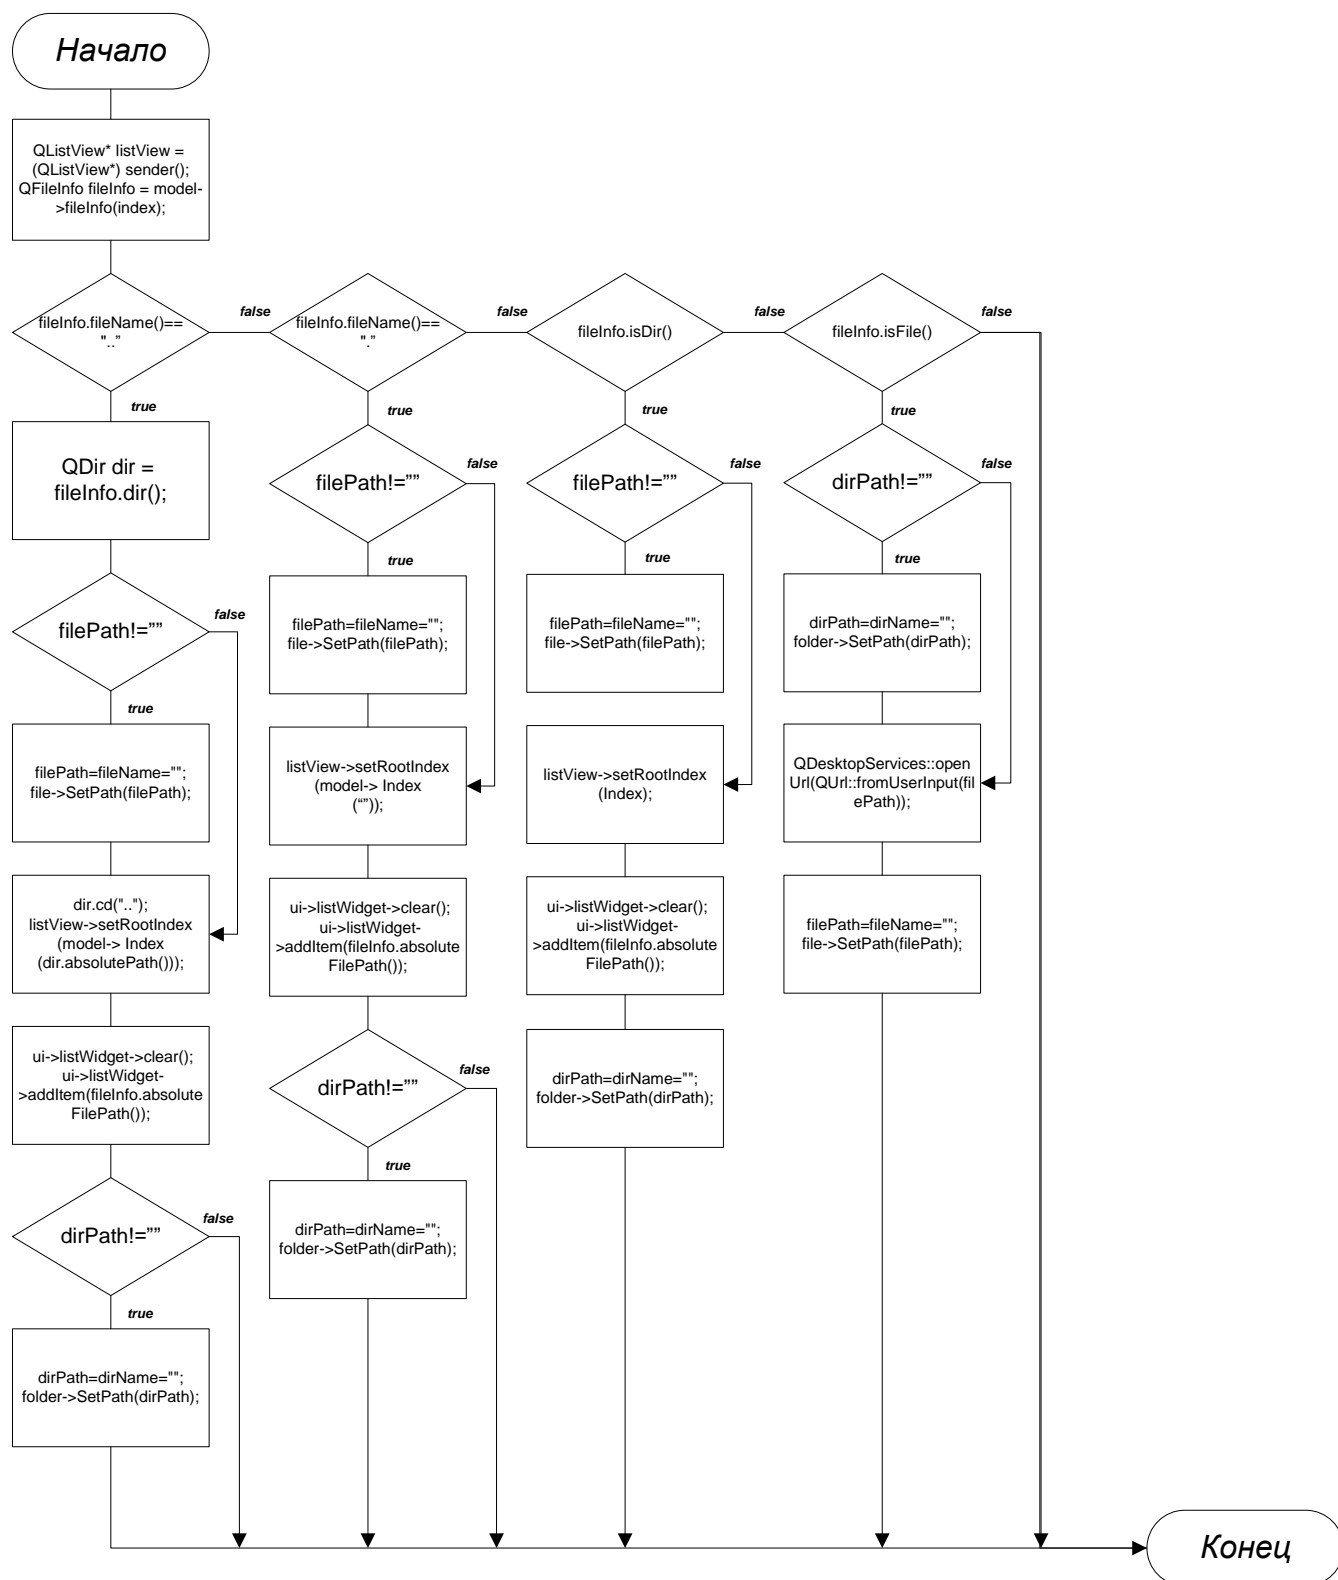 Начало
QListView* listView =
(QListView*) sender();
QFileInfo fileInfo = model-
>fileInfo(index);
fileInfo.fileName()==
"..”
false
true
QDir dir =
fileInfo.dir();
filePath!=””
false
true
filePath=fileName="";
file->SetPath(filePath);
dir.cd("..");
listView->setRootIndex
(model-> Index
(dir.absolutePath()));
ui->listWidget->clear();
ui->listWidget-
>addItem(fileInfo.absolute
FilePath());
dirPath!=””
false
true
dirPath=dirName="";
folder->SetPath(dirPath);
fileInfo.fileName()==
".”
false
true
filePath!=””
false
true
filePath=fileName="";
file->SetPath(filePath);
listView->setRootIndex
(model-> Index
(“”));
ui->listWidget->clear();
ui->listWidget-
>addItem(fileInfo.absolute
FilePath());
dirPath!=””
false
true
dirPath=dirName="";
folder->SetPath(dirPath);
fileInfo.isDir()
false
true
filePath!=””
false
true
filePath=fileName="";
file->SetPath(filePath);
listView->setRootIndex
(Index);
ui->listWidget->clear();
ui->listWidget-
>addItem(fileInfo.absolute
FilePath());
dirPath=dirName="";
folder->SetPath(dirPath);
fileInfo.isFile()
false
true
dirPath!=””
false
true
dirPath=dirName="";
folder->SetPath(dirPath);
QDesktopServices::open
Url(QUrl::fromUserInput(fil
ePath));
filePath=fileName="";
file->SetPath(filePath);
Конец